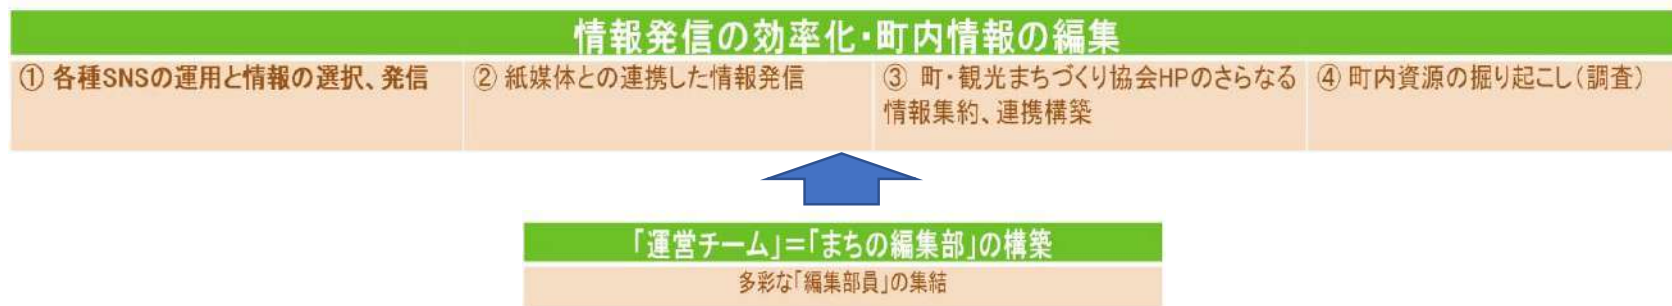 情報発信の効率化・町内情報の編集
① 各種SNSの運用と情報の選択、発信
② 紙媒体との連携した情報発信
③ 町・観光まちづくり協会HPのさらなる
情報集約、連携構築
④ 町内資源の掘り起こし(調査)
「運営チーム」＝「まちの編集部」の構築
多彩な「編集部員」の集結